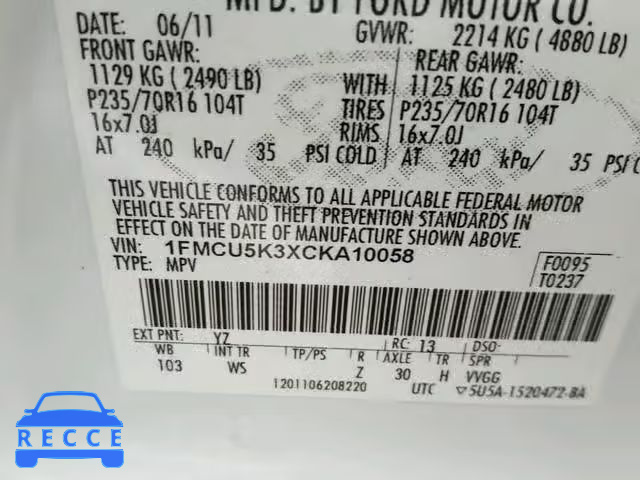 MFD. BY FORD MOTOR CO.
DATE: 06/11 GVWR: 2214 KG ( 4880 LB)
FRONT GAWR: REAR GAWR:
1129 KG ( 2490 LB) WITH 1125 KG ( 2480 LB)
P235/70R16 104T TIRES P235/70R16 104T
16x7.0J RIMS 16x7.0J
AT 240 kPa/ 35 PSI COLD AT 240 kPa/ 35 PSI C
THIS VEHICLE CONFORMS TO ALL APPLICABLE FEDERAL MOTOR
VEHICLE SAFETY AND THEFT PREVENTION STANDARDS IN
EFFECT ON THE DATE OF MANUFACTURE SHOWN ABOVE.
VIN: 1FMCU5K3XCKA10058 F0095
TYPE: MPV T0237
EXT PNT: YZ RC: 13 DSO:
WB INT TR TP/PS R AXLE TR SPR
103 WS Z 30 H VVGG
1201106208220 UTC ▽5U5A-1520472-BA
RECCE